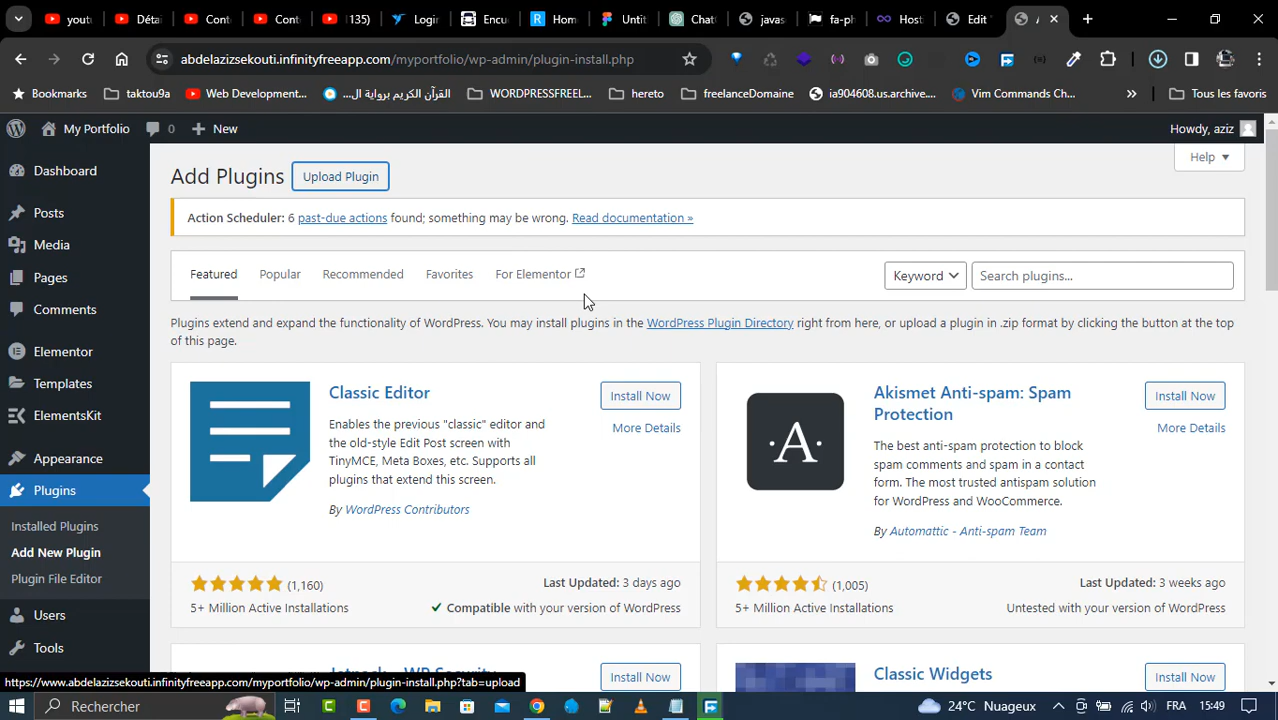 youtu
Détai
Cont
Cont
(135)
Login
Encu
Home
Untit
ChatG
javas
fa-ph
Host
Edit
abdelazizsekouti.infinityfreeapp.com/myportfolio/wp-admin/plugin-install.php
Bookmarks
taktou9a
Web Development...
القرآن الكريم برواية ال...
WORDPRESSFREEL...
hereto
freelanceDomaine
ia904608.us.archive....
Vim Commands Ch...
Tous les favoris
My Portfolio
0
New
Howdy, aziz
Dashboard
Posts
Media
Pages
Comments
Elementor
Templates
ElementsKit
Appearance
Plugins
Installed Plugins
Add New Plugin
Plugin File Editor
Users
Tools
Help
Add Plugins
Upload Plugin
Action Scheduler: 6 past-due actions found; something may be wrong. Read documentation »
Featured
Popular
Recommended
Favorites
For Elementor
Keyword
Search plugins...
Plugins extend and expand the functionality of WordPress. You may install plugins in the WordPress Plugin Directory right from here, or upload a plugin in .zip format by clicking the button at the top
of this page.
Classic Editor
Install Now
More Details
Enables the previous "classic" editor and
the old-style Edit Post screen with
TinyMCE, Meta Boxes, etc. Supports all
plugins that extend this screen.
By WordPress Contributors
(1,160)
5+ Million Active Installations
Last Updated: 3 days ago
Compatible with your version of WordPress
·A·
Akismet Anti-spam: Spam
Protection
Install Now
More Details
The best anti-spam protection to block
spam comments and spam in a contact
form. The most trusted antispam solution
for WordPress and WooCommerce.
By Automattic - Anti-spam Team
(1,005)
5+ Million Active Installations
Last Updated: 3 weeks ago
Untested with your version of WordPress
Jetpack – WP Security
Install Now
Classic Widgets
Install Now
https://www.abdelazizsekouti.infinityfreeapp.com/myportfolio/wp-admin/plugin-install.php?tab=upload
Rechercher
24°C Nuageux
FRA
15:49